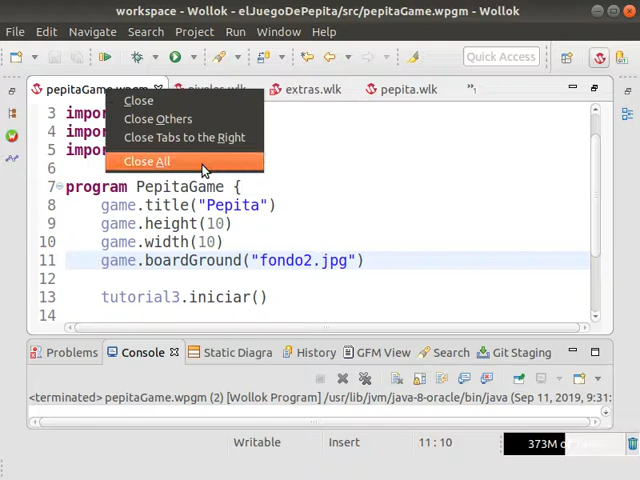 workspace - Wollok - elJuegoDePepita/src/pepitaGame.wpgm - Wollok
File Edit Navigate Search Project Run Window Help
Quick Access
pepitaGame.wpgm niveles.wlk extras.wlk pepita.wlk
Close
Close Others
Close Tabs to the Right
Close All
3 impor
4 impor
5 impor
6
7 program PepitaGame {
8 game.title("Pepita")
9 game.height(10)
10 game.width(10)
11 game.boardGround("fondo2.jpg")
12
13 tutorial3.iniciar()
14
Problems Console Static Diagra History GFM View Search Git Staging
<terminated> pepitaGame.wpgm (2) [Wollok Program] /usr/lib/jvm/java-8-oracle/bin/java (Sep 11, 2019, 9:31:
Writable Insert 11 : 10 373M